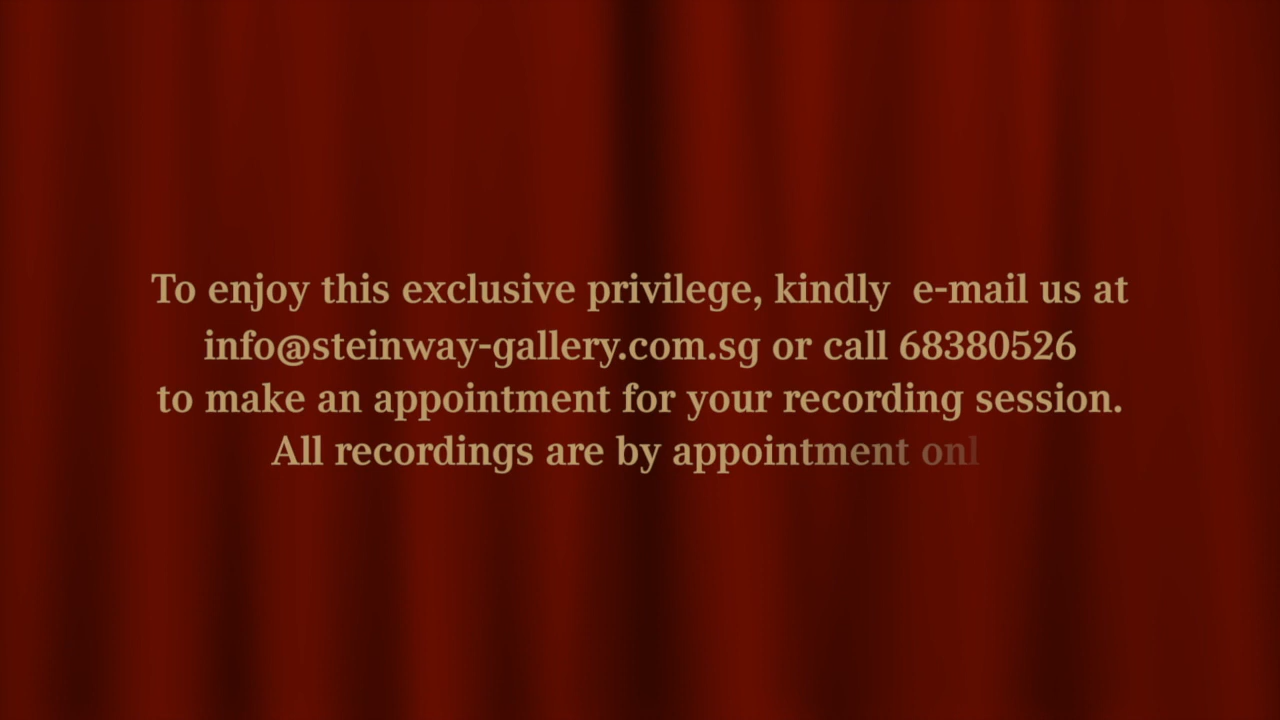 To enjoy this exclusive privilege, kindly  e-mail us at
info@steinway-gallery.com.sg or call 68380526
to make an appointment for your recording session.
All recordings are by appointment onl